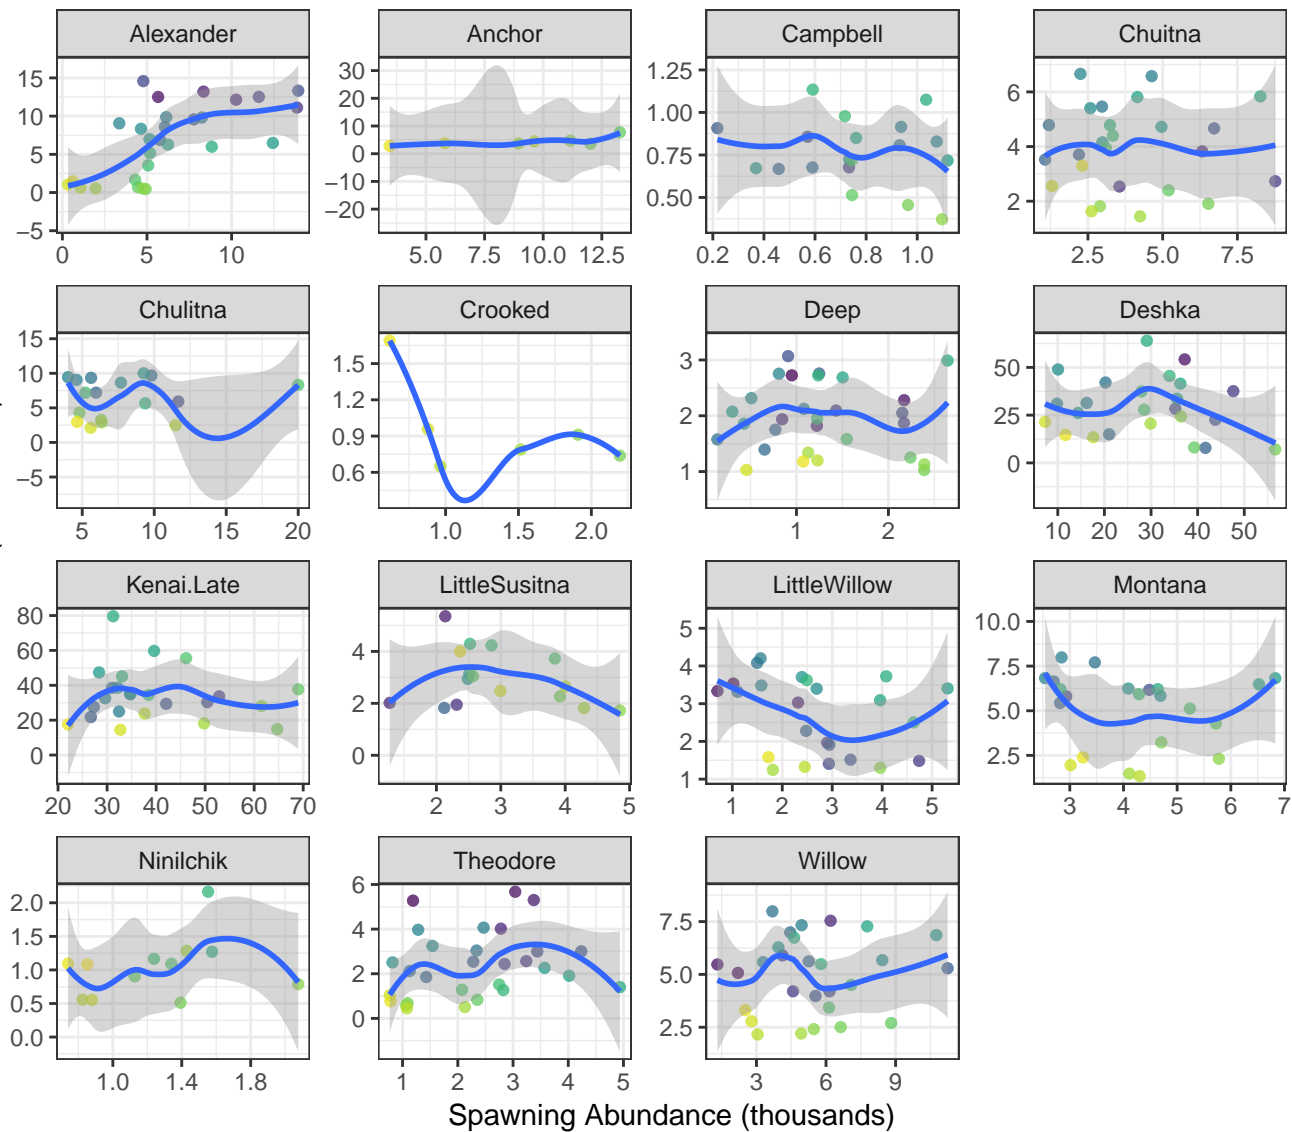 Alexander Anchor Campbell Chuitna
15 10 5 0 −5
0 5 10
30 20 10 0 −10 −20
5.0 7.5 10.0 12.5
1.25 1.00 0.75 0.50
0.2 0.4 0.6 0.8 1.0
6 4 2
2.5 5.0 7.5
Chulitna Crooked Deep Deshka
15 10 5 0 −5
5 10 15 20
1.5 1.2 0.9 0.6
1.0 1.5 2.0
3 2 1
1 2
50 25 0
10 20 30 40 50
Kenai.Late LittleSusitna LittleWillow Montana
80 60 40 20 0
20 30 40 50 60 70
4 2 0
2 3 4 5
5 4 3 2 1
1 2 3 4 5
10.0 7.5 5.0 2.5
3 4 5 6 7
Ninilchik Theodore Willow
2.0 1.5 1.0 0.5 0.0
1.0 1.4 1.8
6 4 2 0
1 2 3 4 5
7.5 5.0 2.5
3 6 9
Spawning Abundance (thousands)